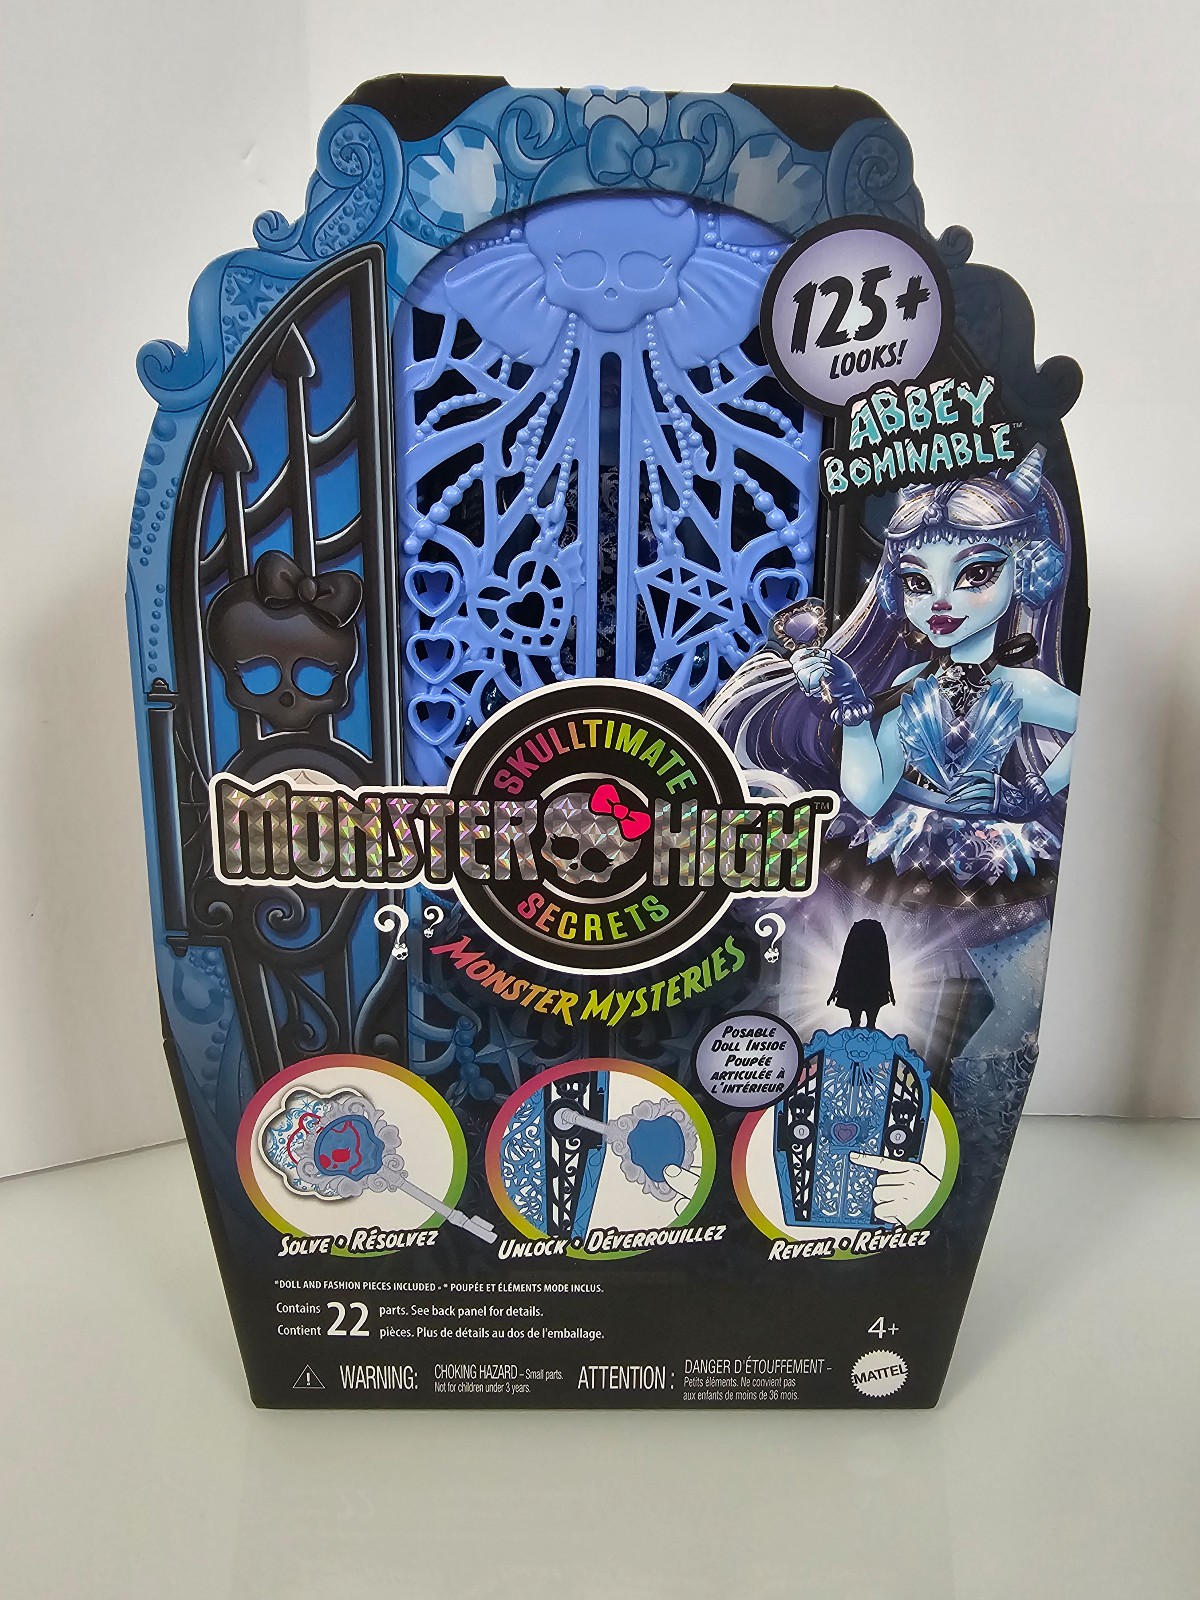 125+
LOOKS!
ABBEY
BOMINABLE™
SKULLTIMATE
MONSTER HIGH™
SECRETS
MONSTER MYSTERIES
POSABLE
DOLL INSIDE
POUPÉE
ARTICULÉE À
L'INTÉRIEUR
SOLVE • RÉSOLVEZ
UNLOCK • DÉVERROUILLEZ
REVEAL • RÉVÉLEZ
*DOLL AND FASHION PIECES INCLUDED - * POUPÉE ET ÉLÉMENTS MODE INCLUS.
Contains 22 parts. See back panel for details.
Contient pièces. Plus de détails au dos de l'emballage.
4+
WARNING: CHOKING HAZARD – Small parts.
Not for children under 3 years.
ATTENTION : DANGER D'ÉTOUFFEMENT –
Petits éléments. Ne convient pas
aux enfants de moins de 36 mois.
MATTEL